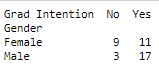 Grad Intention No Yes
Gender
Female 9 11
Male 3 17